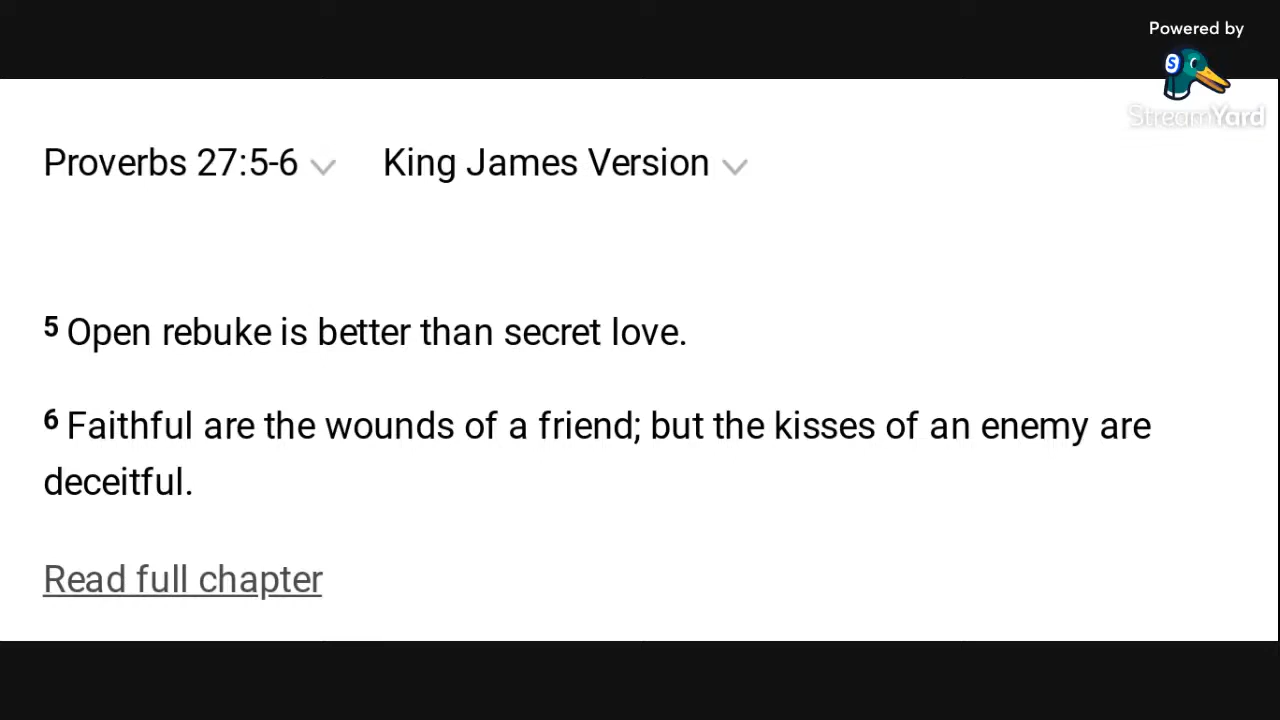 Powered by
S
StreamYard
Proverbs 27:5-6 King James Version
5 Open rebuke is better than secret love.
6 Faithful are the wounds of a friend; but the kisses of an enemy are
deceitful.
Read full chapter